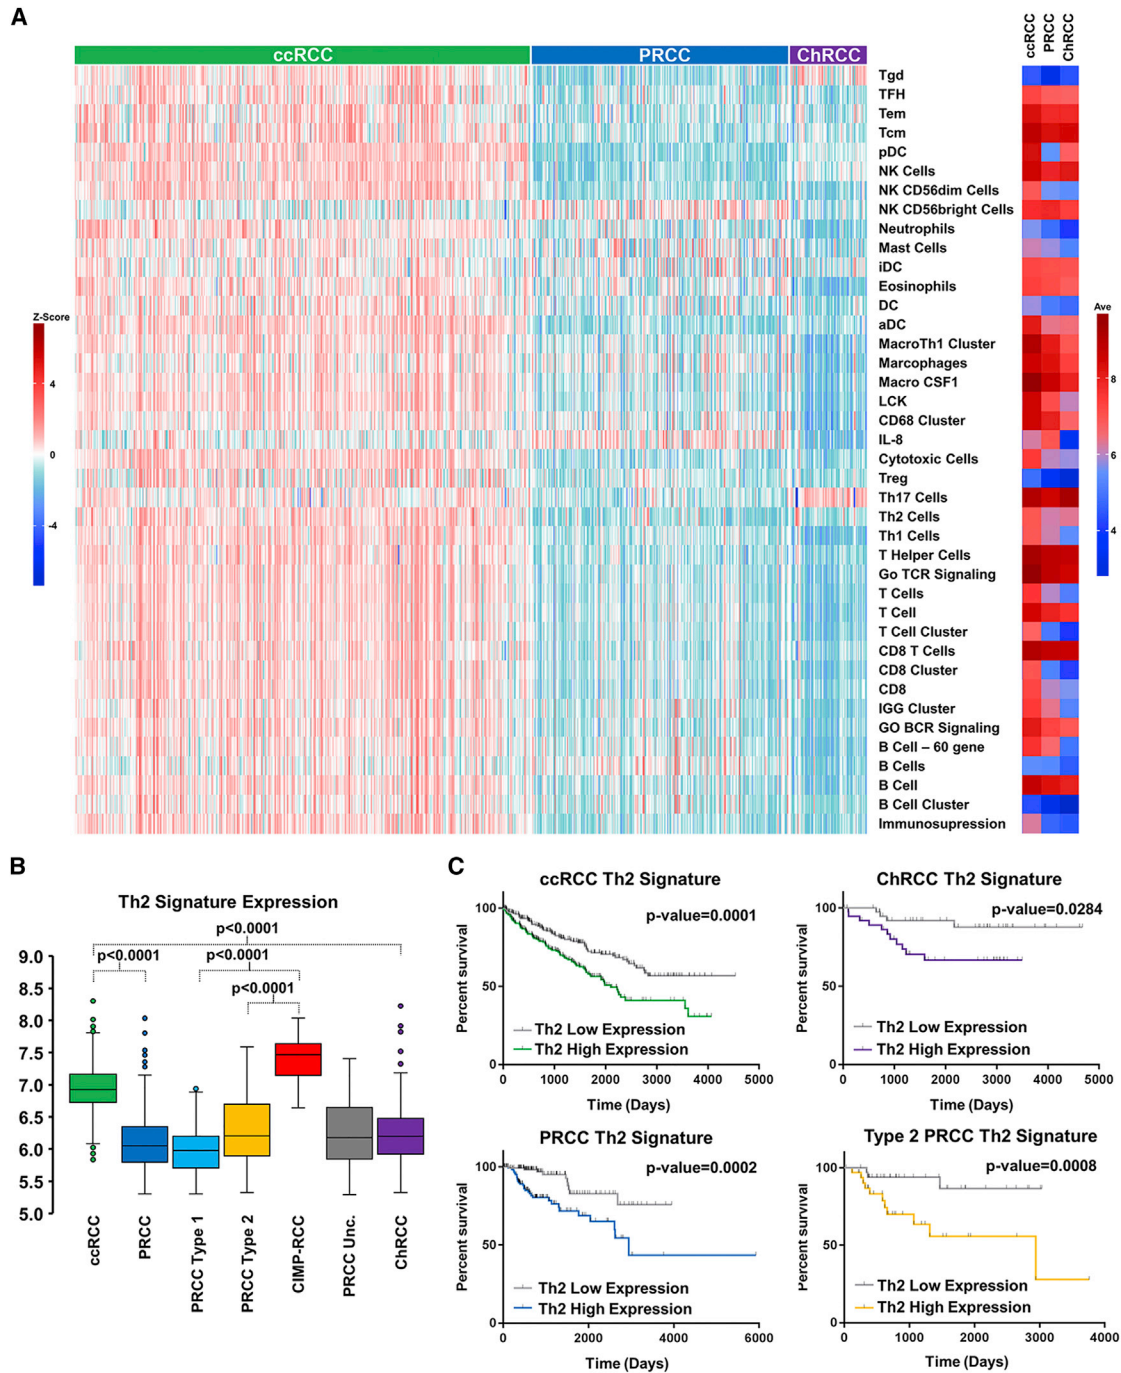 A
ccRCC
PRCC
ChRCC
ccRCC
PRCC
ChRCC
Tgd
TFH
Tem
Tcm
pDC
NK Cells
NK CD56dim Cells
NK CD56bright Cells
Neutrophils
Mast Cells
iDC
Eosinophils
DC
aDC
MacroTh1 Cluster
Marcophages
Macro CSF1
LCK
CD68 Cluster
IL-8
Cytotoxic Cells
Treg
Th17 Cells
Th2 Cells
Th1 Cells
T Helper Cells
Go TCR Signaling
T Cells
T Cell
T Cell Cluster
CD8 T Cells
CD8 Cluster
CD8
IGG Cluster
GO BCR Signaling
B Cell – 60 gene
B Cells
B Cell
B Cell Cluster
Immunosupression
Z-Score
4
0
-4
Ave
8
6
4
B
Th2 Signature Expression
p<0.0001
p<0.0001
p<0.0001
p<0.0001
9.0
8.5
8.0
7.5
7.0
6.5
6.0
5.5
5.0
ccRCC
PRCC
PRCC Type 1
PRCC Type 2
CIMP-RCC
PRCC Unc.
ChRCC
C
ccRCC Th2 Signature
p-value=0.0001
Percent survival
100
50
0
Th2 Low Expression
Th2 High Expression
0 1000 2000 3000 4000 5000
Time (Days)
ChRCC Th2 Signature
p-value=0.0284
Percent survival
100
50
0
Th2 Low Expression
Th2 High Expression
0 1000 2000 3000 4000 5000
Time (Days)
PRCC Th2 Signature
p-value=0.0002
Percent survival
100
50
0
Th2 Low Expression
Th2 High Expression
0 2000 4000 6000
Time (Days)
Type 2 PRCC Th2 Signature
p-value=0.0008
Percent survival
100
50
0
Th2 Low Expression
Th2 High Expression
0 1000 2000 3000 4000
Time (Days)